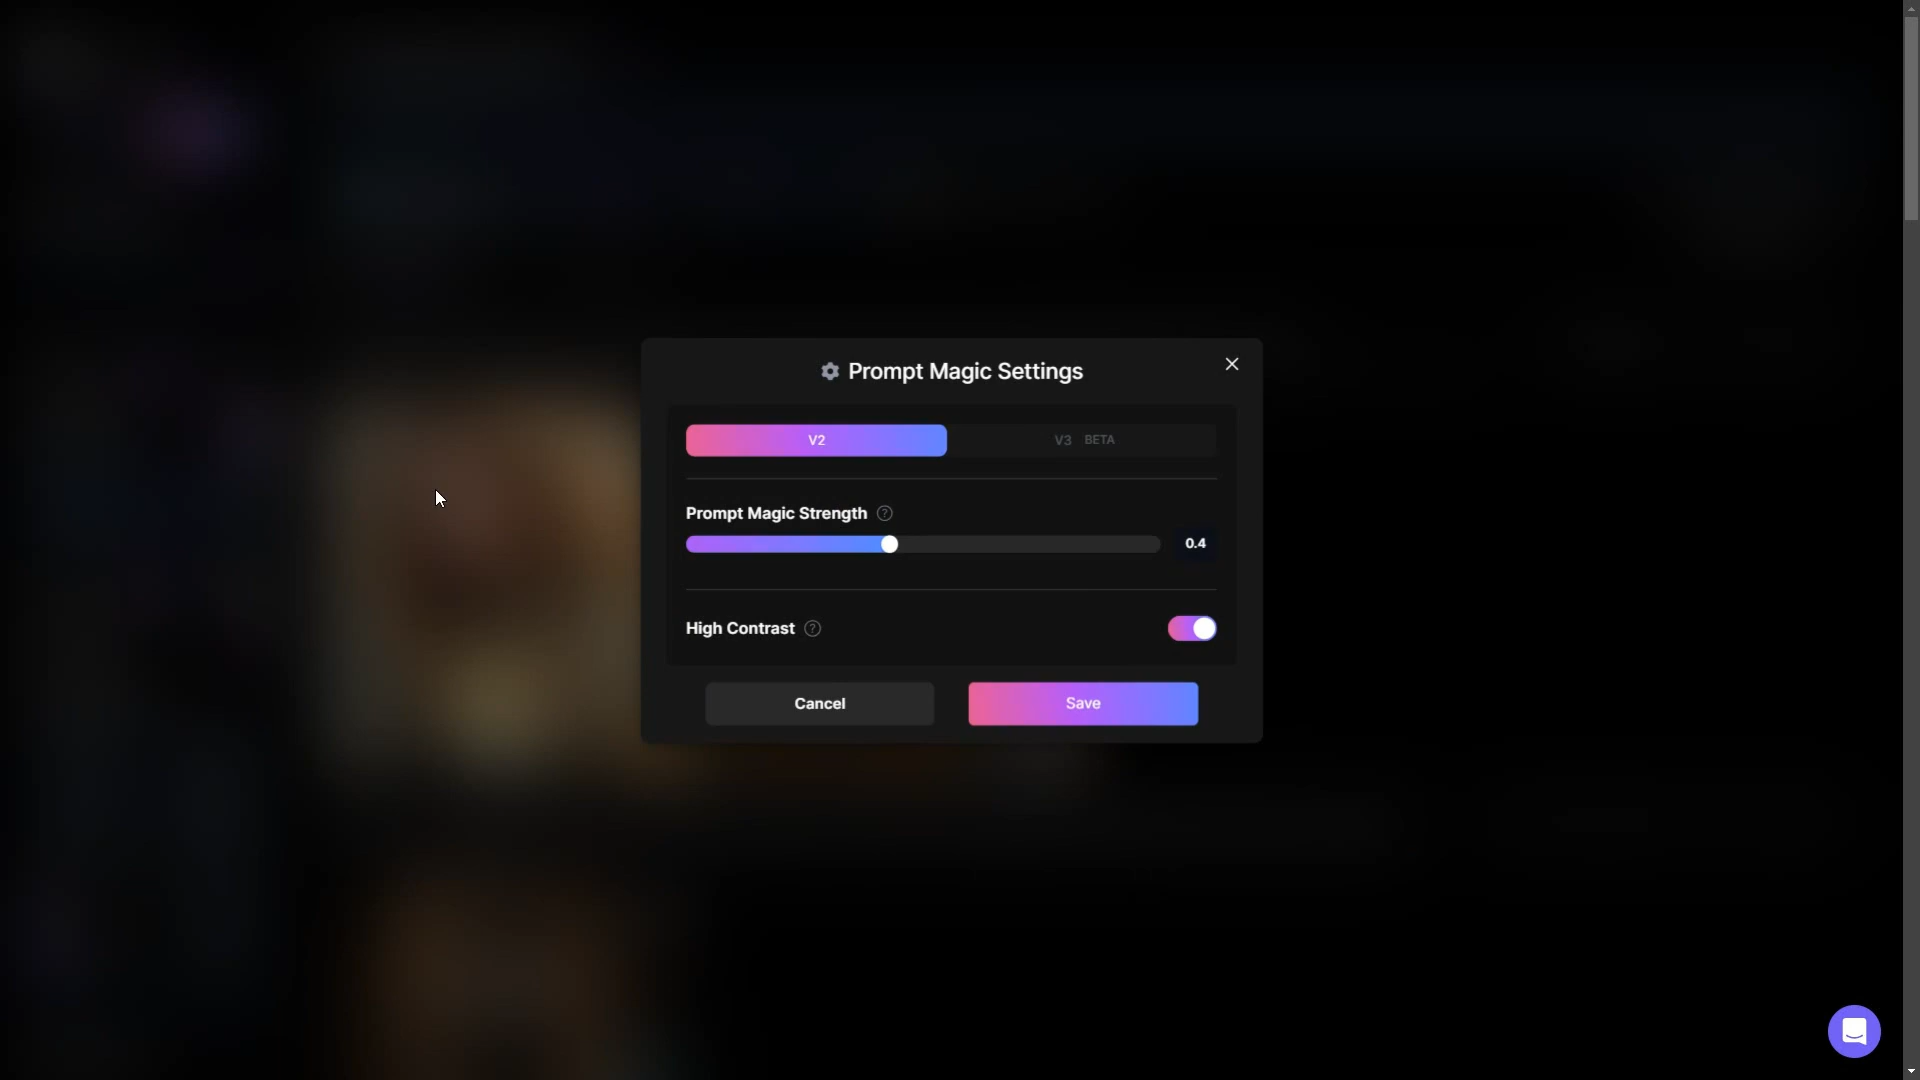 Prompt Magic Settings
V2
V3 BETA
Prompt Magic Strength ?
0.4
High Contrast ?
Cancel
Save